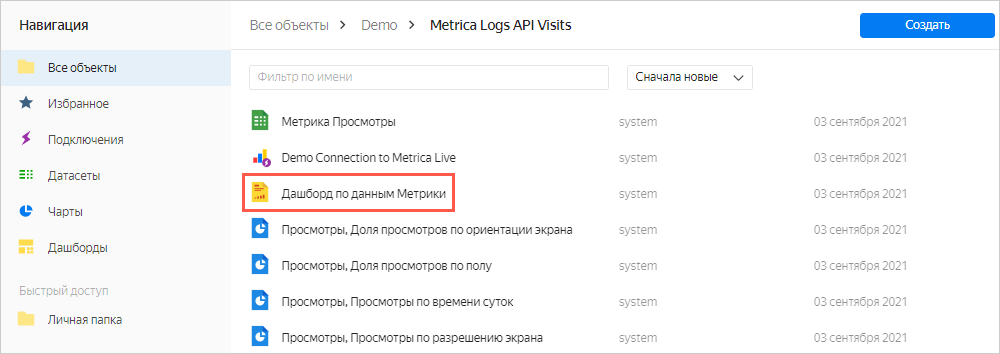 Навигация
Все объекты
Избранное
Подключения
Датасеты
Чарты
Дашборды
Быстрый доступ
Личная папка
Все объекты > Demo > Metrica Logs API Visits
Создать
Фильтр по имени
Сначала новые
Метрика Просмотры system 03 сентября 2021
Demo Connection to Metrica Live system 03 сентября 2021
Дашборд по данным Метрики system 03 сентября 2021
Просмотры, Доля просмотров по ориентации экрана system 03 сентября 2021
Просмотры, Доля просмотров по полу system 03 сентября 2021
Просмотры, Просмотры по времени суток system 03 сентября 2021
Просмотры, Просмотры по разрешению экрана system 03 сентября 2021